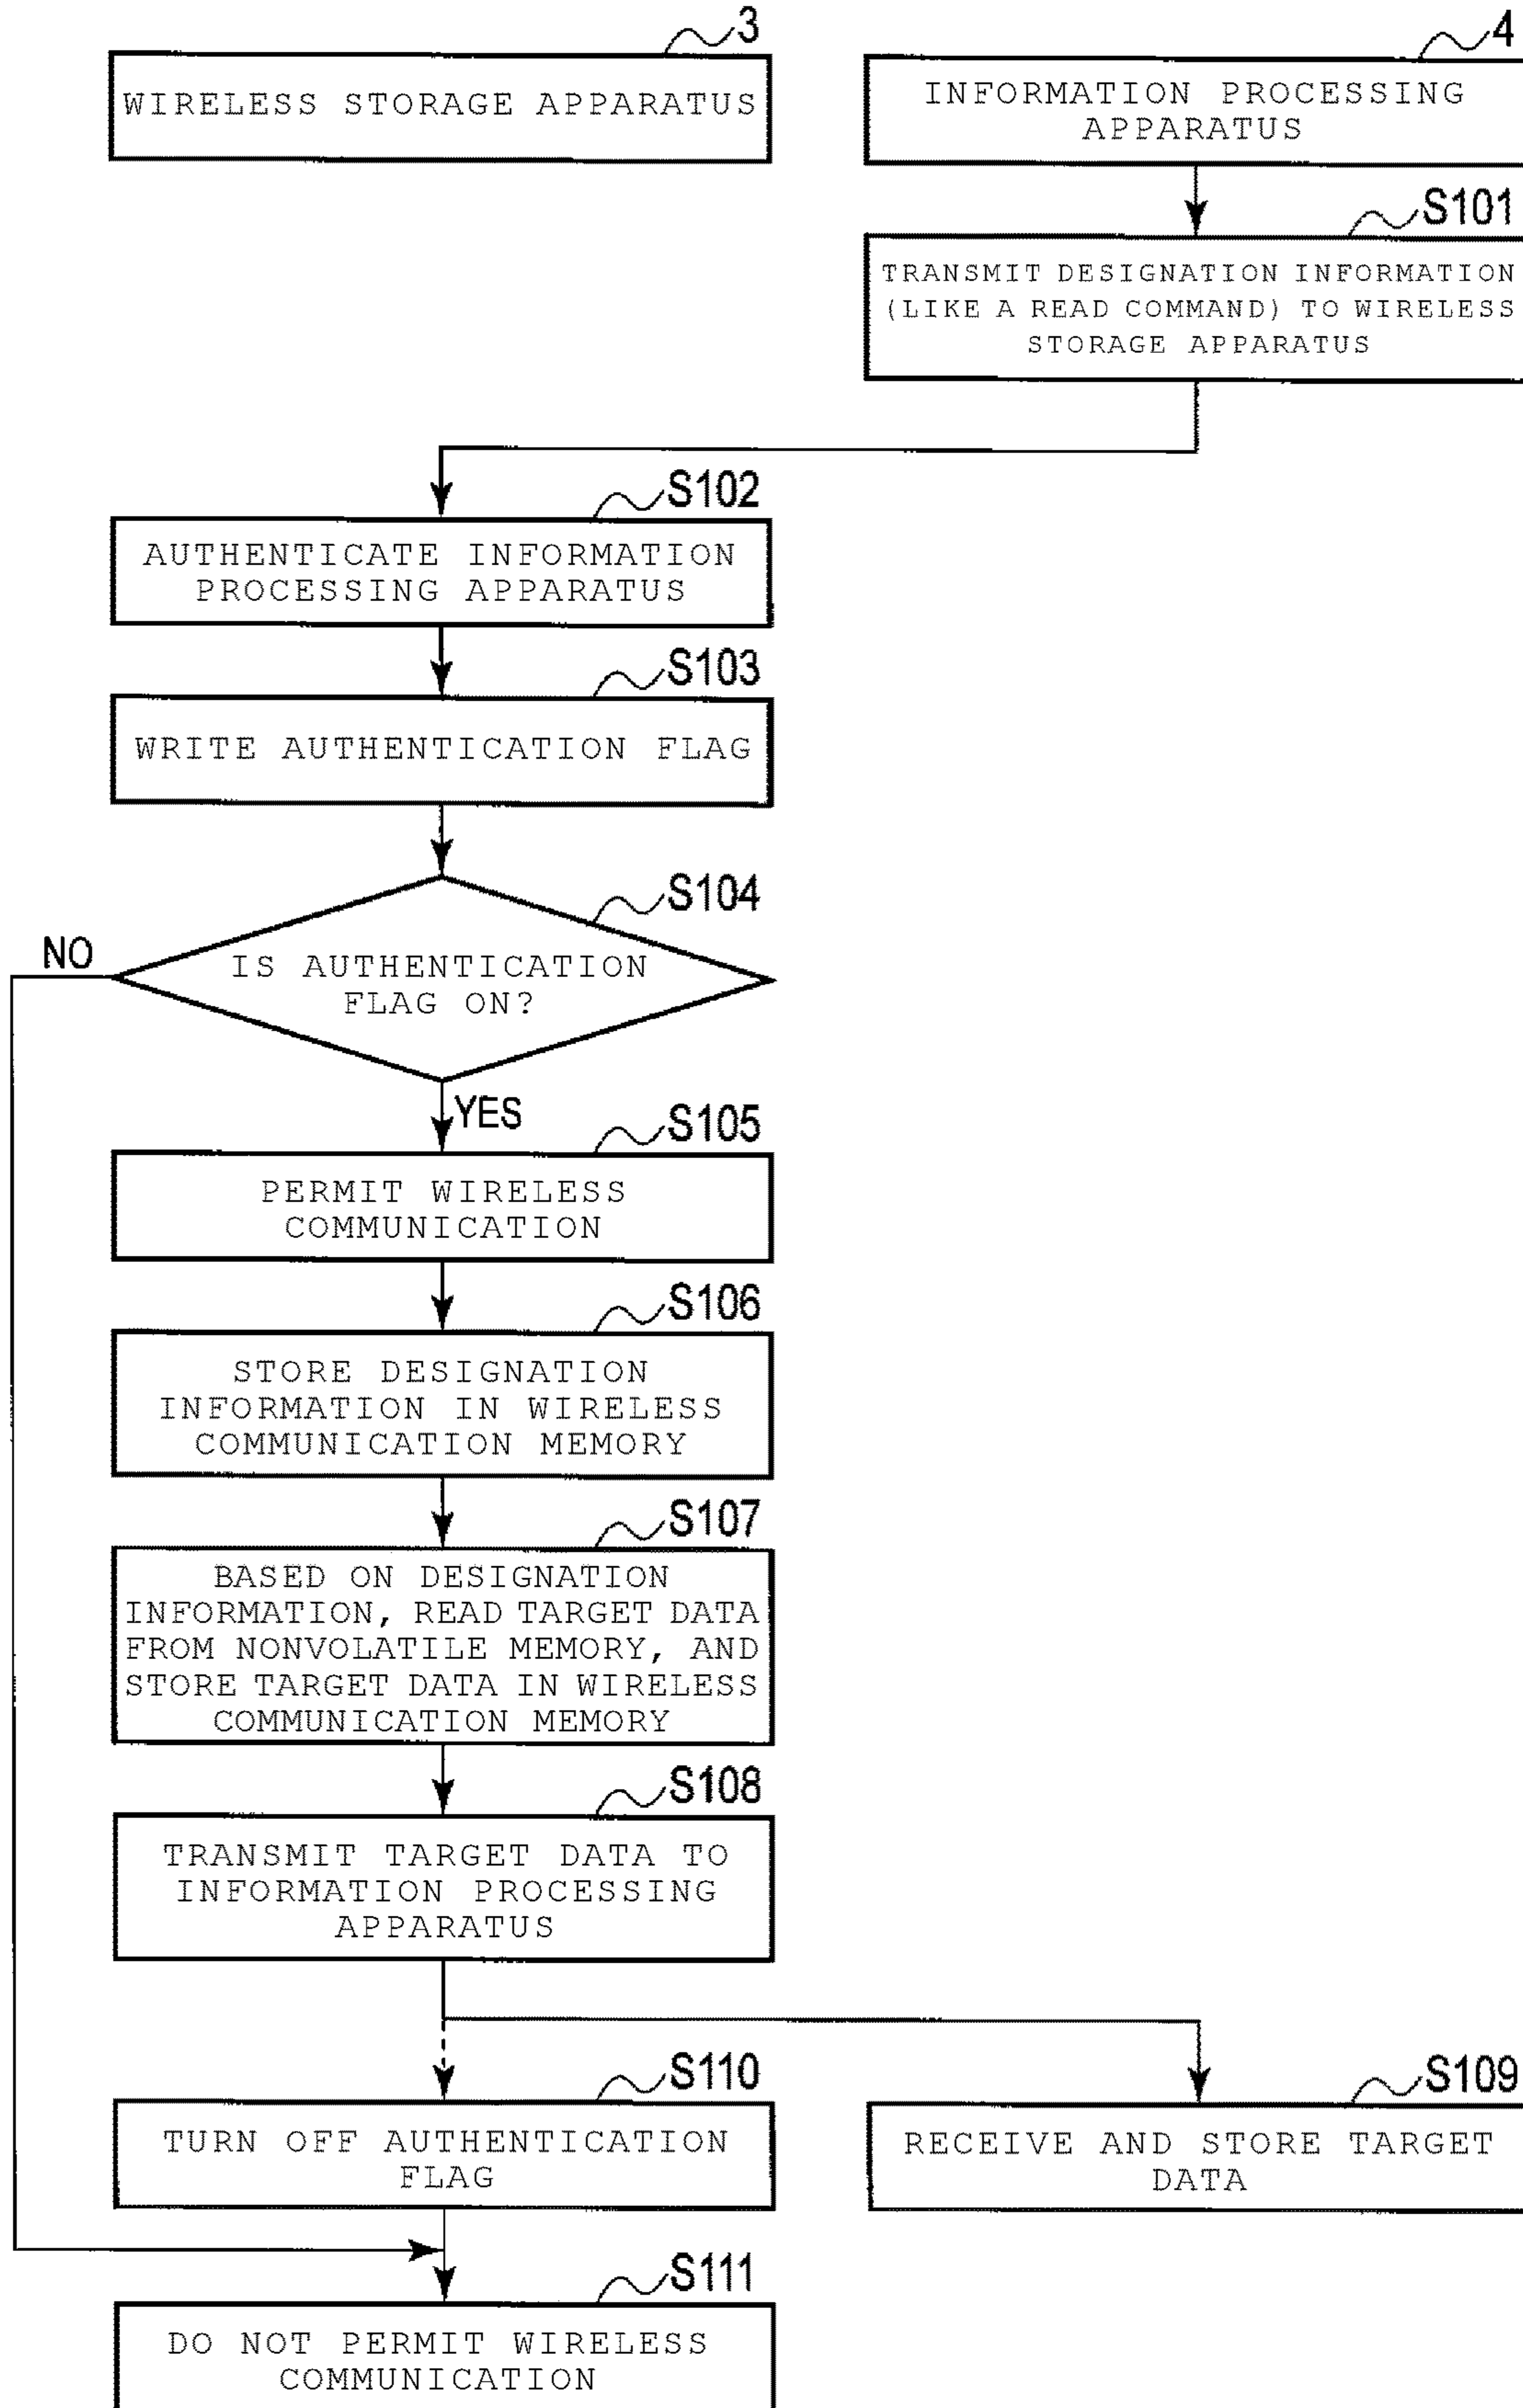 3
WIRELESS STORAGE APPARATUS
4
INFORMATION PROCESSING
APPARATUS
S101
TRANSMIT DESIGNATION INFORMATION
(LIKE A READ COMMAND) TO WIRELESS
STORAGE APPARATUS
S102
AUTHENTICATE INFORMATION
PROCESSING APPARATUS
S103
WRITE AUTHENTICATION FLAG
S104
NO
IS AUTHENTICATION
FLAG ON?
YES
S105
PERMIT WIRELESS
COMMUNICATION
S106
STORE DESIGNATION
INFORMATION IN WIRELESS
COMMUNICATION MEMORY
S107
BASED ON DESIGNATION
INFORMATION, READ TARGET DATA
FROM NONVOLATILE MEMORY, AND
STORE TARGET DATA IN WIRELESS
COMMUNICATION MEMORY
S108
TRANSMIT TARGET DATA TO
INFORMATION PROCESSING
APPARATUS
S110
TURN OFF AUTHENTICATION
FLAG
S109
RECEIVE AND STORE TARGET
DATA
S111
DO NOT PERMIT WIRELESS
COMMUNICATION